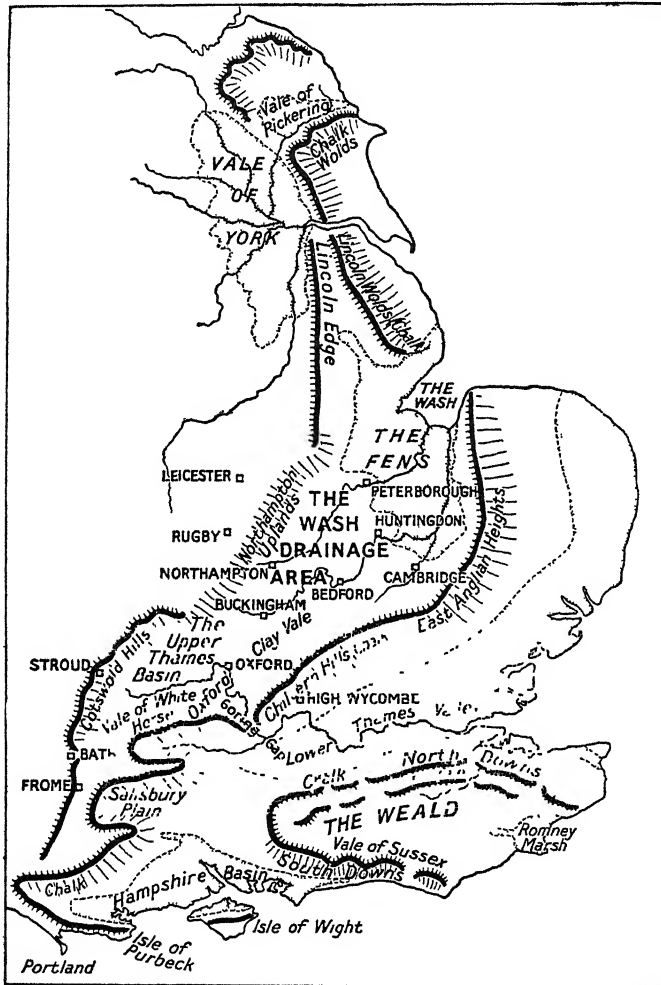 Vale of
Pickering
Chalk
Wolds
VALE
OF
YORK
Lincoln Edge
Lincoln Wolds Chalk
THE
WASH
THE
FENS
LEICESTER
PETERBOROUGH
Northampton
Uplands
THE
WASH
DRAINAGE
AREA
HUNTINGDON
RUGBY
NORTHAMPTON
BEDFORD
CAMBRIDGE
East Anglian Heights
BUCKINGHAM
Clay Vale
The
Upper
Thames
Basin
STROUD
Cotswold Hills
OXFORD
Oxford
Vale of White
Horse
Chiltern Hills
HIGH WYCOMBE
Goring Gap
Lower Thames
BATH
FROME
Salisbury
Plain
Chalk
North Downs
THE WEALD
Vale of Sussex
South Downs
Romney
Marsh
Chalk
Hampshire Basin
Isle of Wight
Isle of
Purbeck
Portland